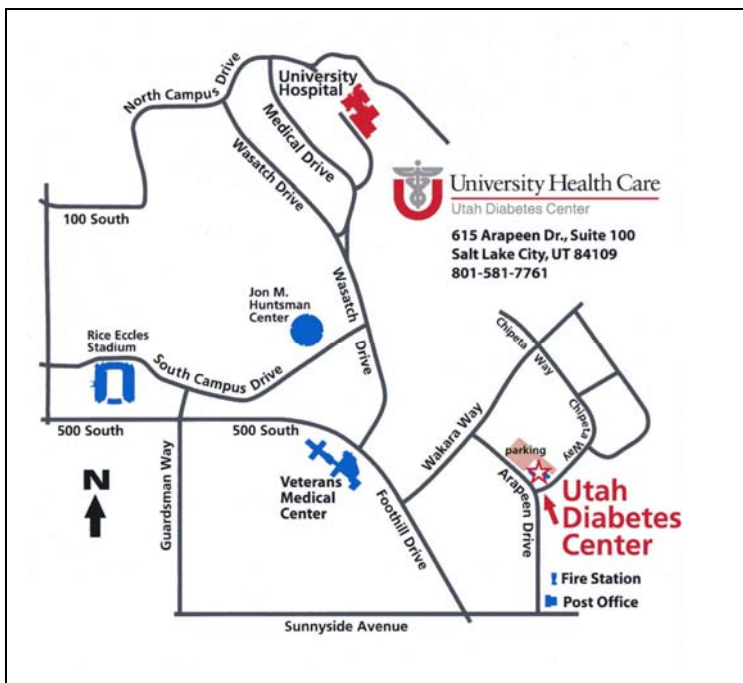 North Campus Drive
University
Hospital
Medical Drive
Wasatch Drive
University Health Care
Utah Diabetes Center
100 South
615 Arapeen Dr., Suite 100
Salt Lake City, UT 84109
801-581-7761
Wasatch
Drive
Jon M.
Huntsman
Center
Rice Eccles
Stadium
South Campus Drive
Chipeta
Way
Chipeta Way
Wakara Way
500 South
500 South
parking
N
Guardsman Way
Veterans
Medical
Center
Foothill Drive
Arapeen Drive
Utah
Diabetes
Center
Fire Station
Post Office
Sunnyside Avenue